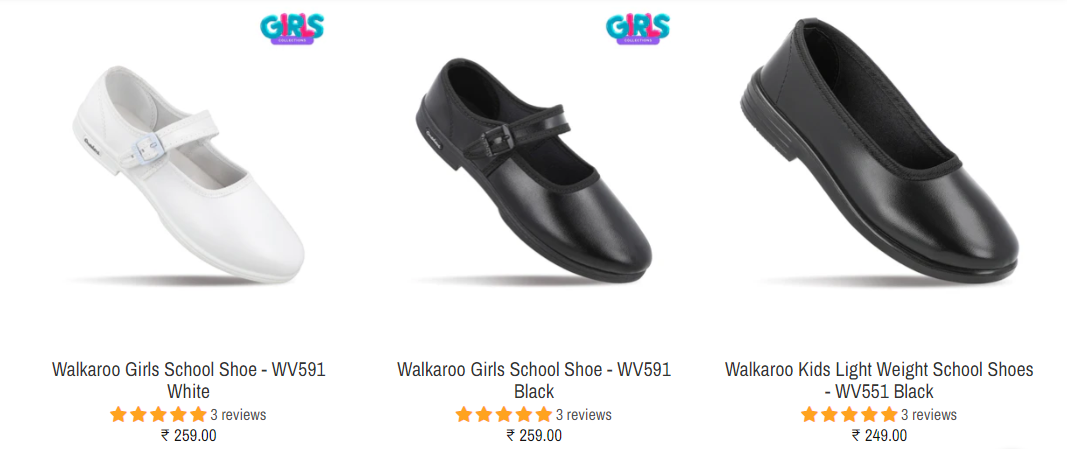 GIRLS
COLLECTIONS
GIRLS
COLLECTIONS
Walkaroo Girls School Shoe - WV591
White
3 reviews
₹ 259.00
Walkaroo Girls School Shoe - WV591
Black
3 reviews
₹ 259.00
Walkaroo Kids Light Weight School Shoes
- WV551 Black
3 reviews
₹ 249.00